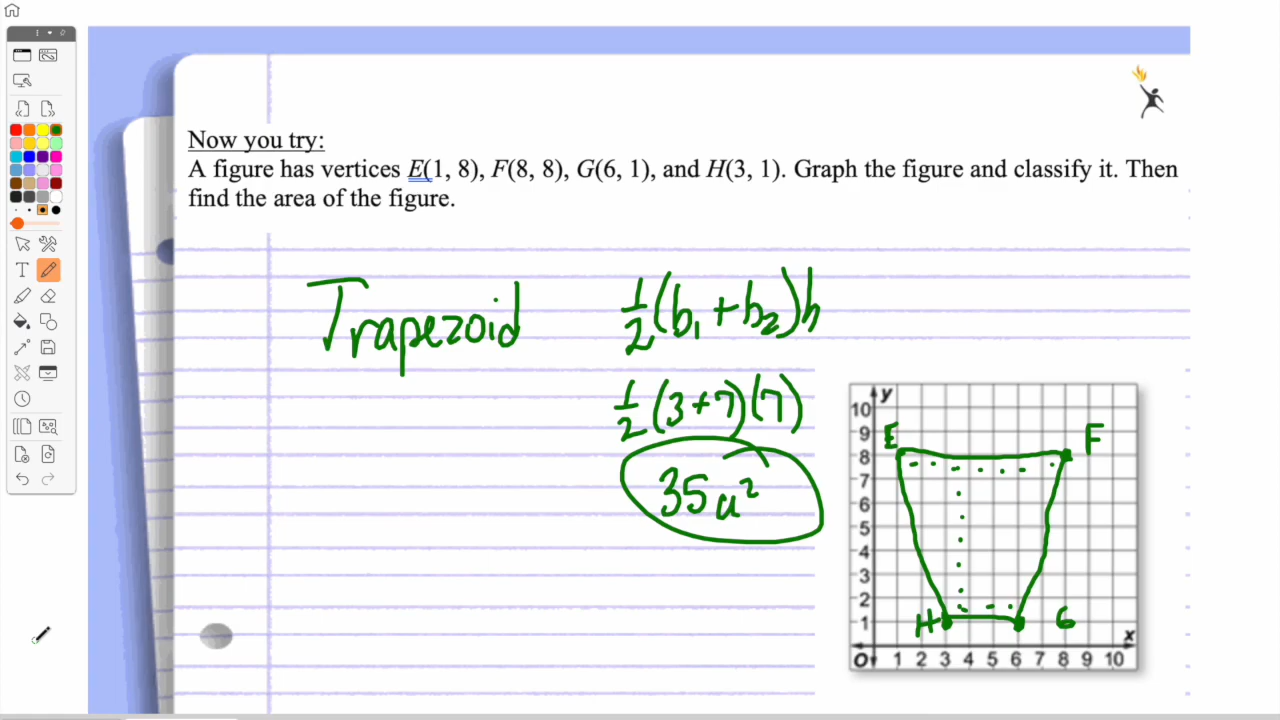 Now you try:
A figure has vertices E(1, 8), F(8, 8), G(6, 1), and H(3, 1). Graph the figure and classify it. Then
find the area of the figure.
Trapezoid
1/2(b₁+b₂)h
1/2(3+7)(7)
35u²
y
10
9
8
7
6
5
4
3
2
1
E
F
H
G
x
O 1 2 3 4 5 6 7 8 9 10
T